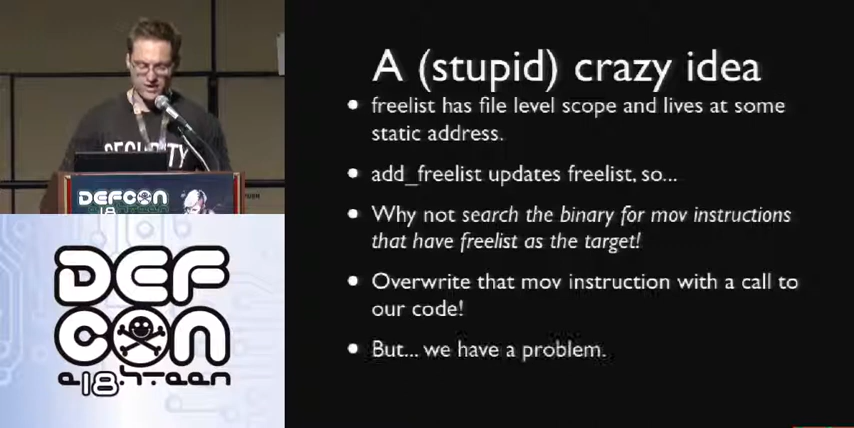 A (stupid) crazy idea
• freelist has file level scope and lives at some
static address.
• add_freelist updates freelist, so...
• Why not search the binary for mov instructions
that have freelist as the target!
• Overwrite that mov instruction with a call to
our code!
• But... we have a problem.
SECURITY
DEFCON
18
DEF
CON
e18hteen